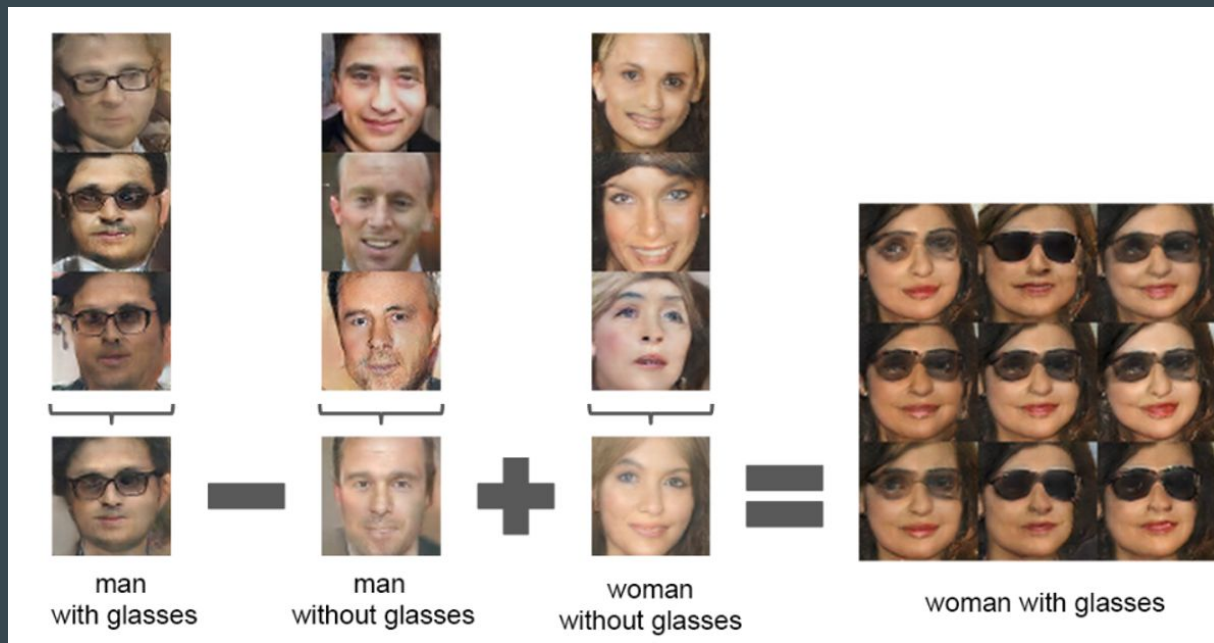 man
with glasses
man
without glasses
woman
without glasses
woman with glasses